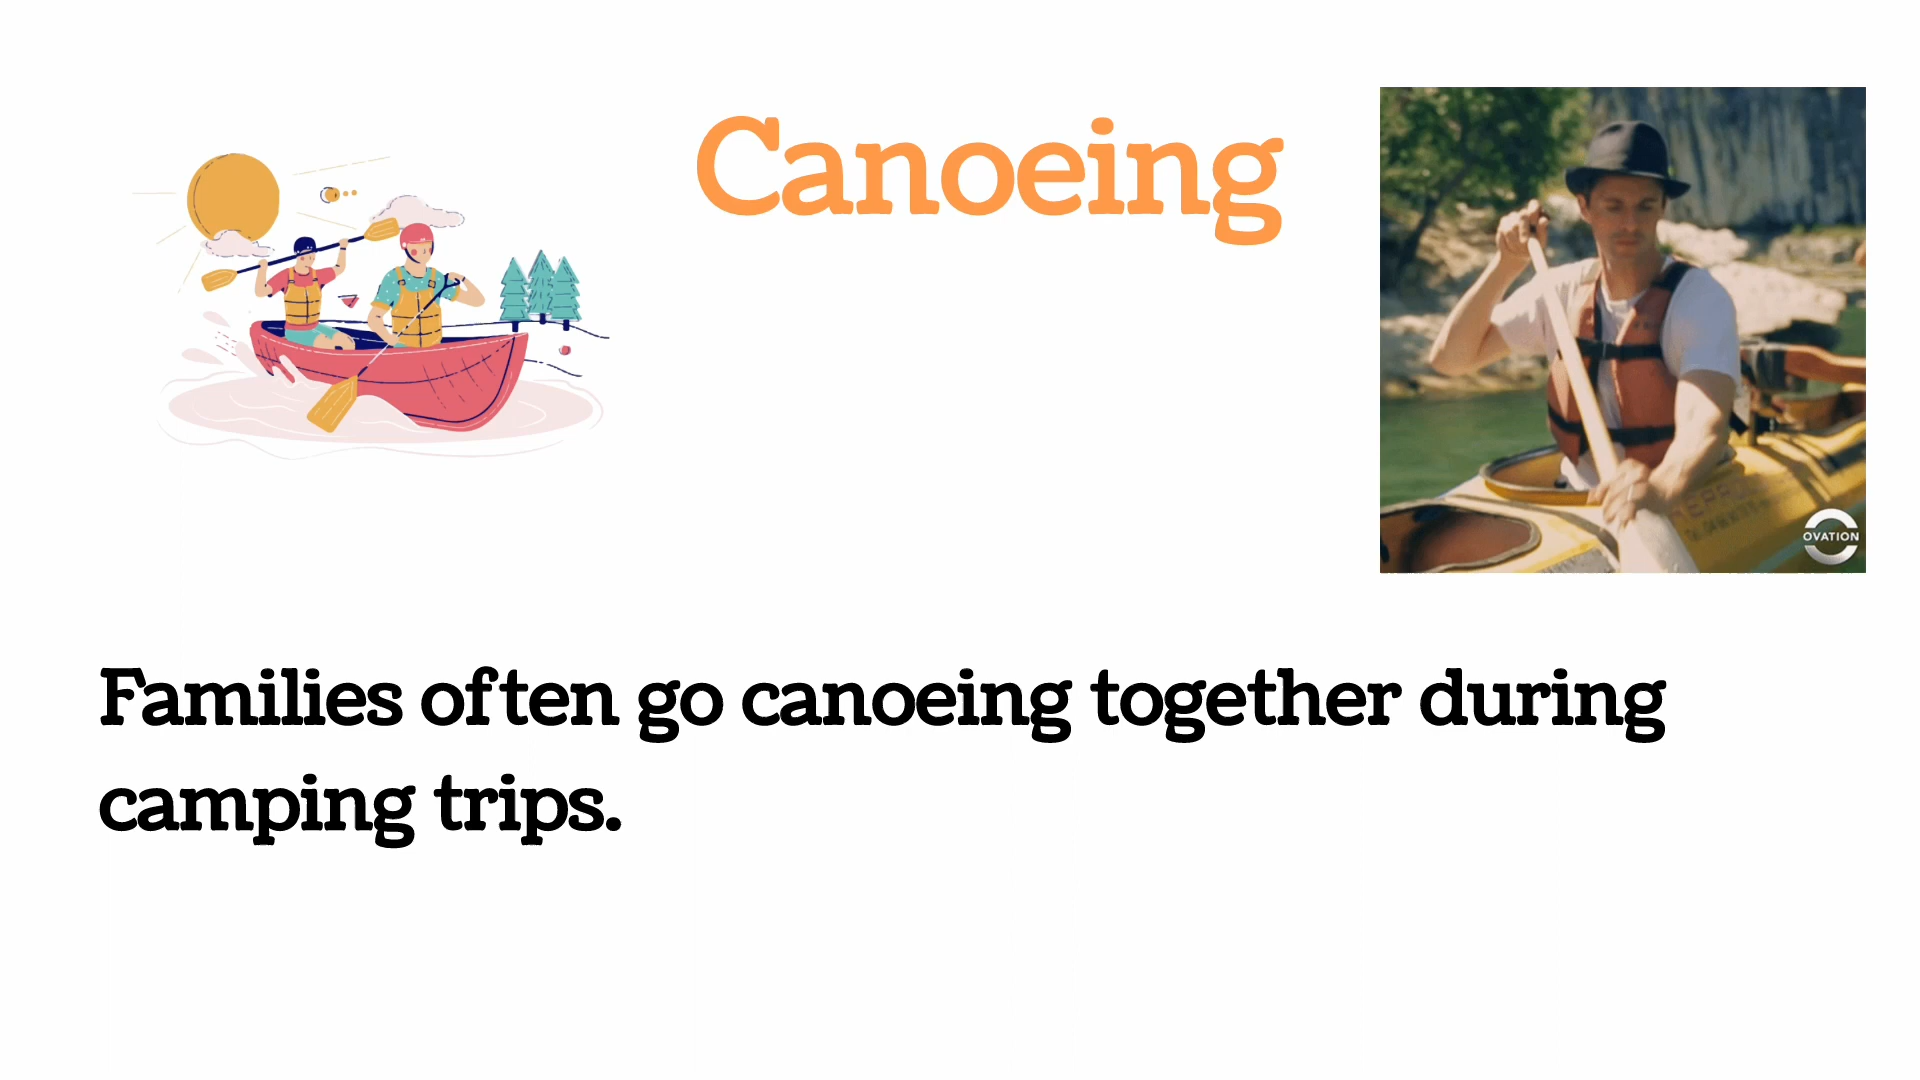 Canoeing
OVATION
Families often go canoeing together during
camping trips.